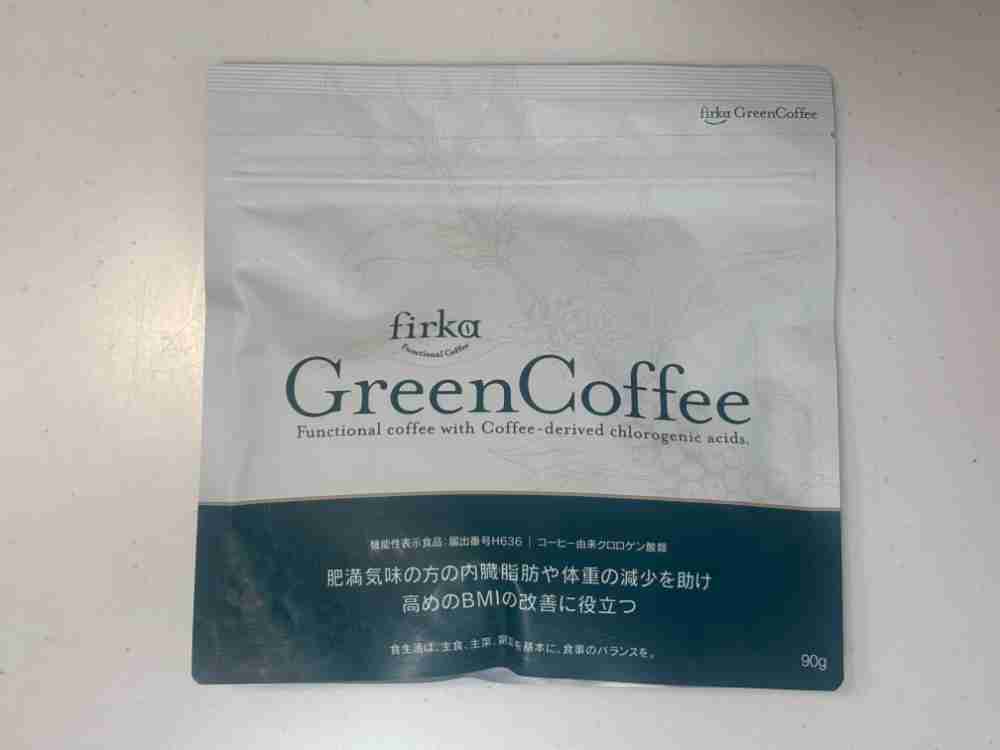 firka GreenCoffee
firka
Functional Coffee
GreenCoffee
Functional coffee with Coffee-derived chlorogenic acids.
機能性表示食品:届出番号H636 | コーヒー由来クロロゲン酸類
肥満気味の方の内臓脂肪や体重の減少を助け
高めのBMIの改善に役立つ
食生活は、主食、主菜、副菜を基本に、食事のバランスを。
90g